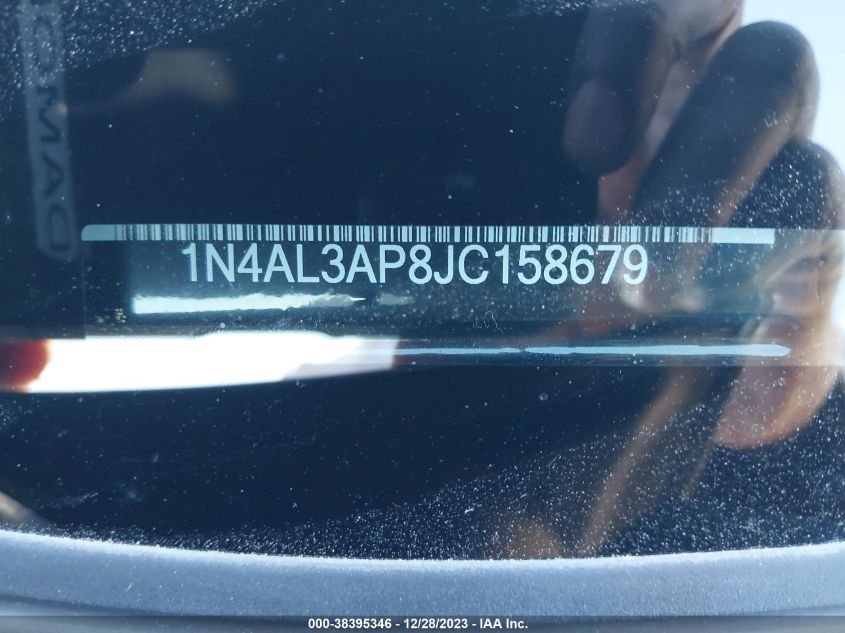 1N4AL3AP8JC158679
000-38395346 - 12/28/2023 - IAA Inc.